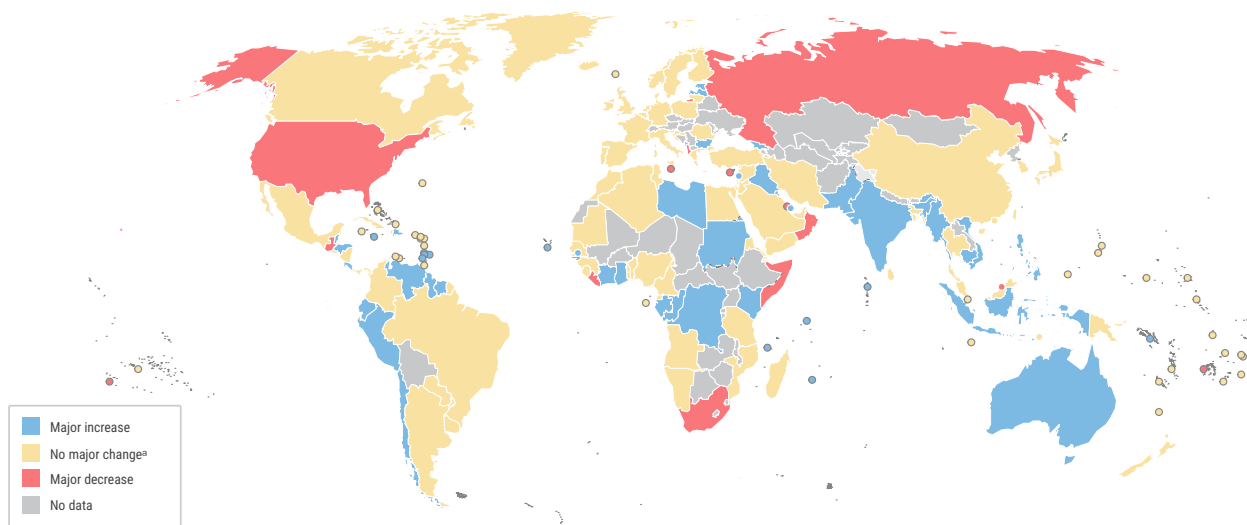 Major increase
No major changeᵃ
Major decrease
No data